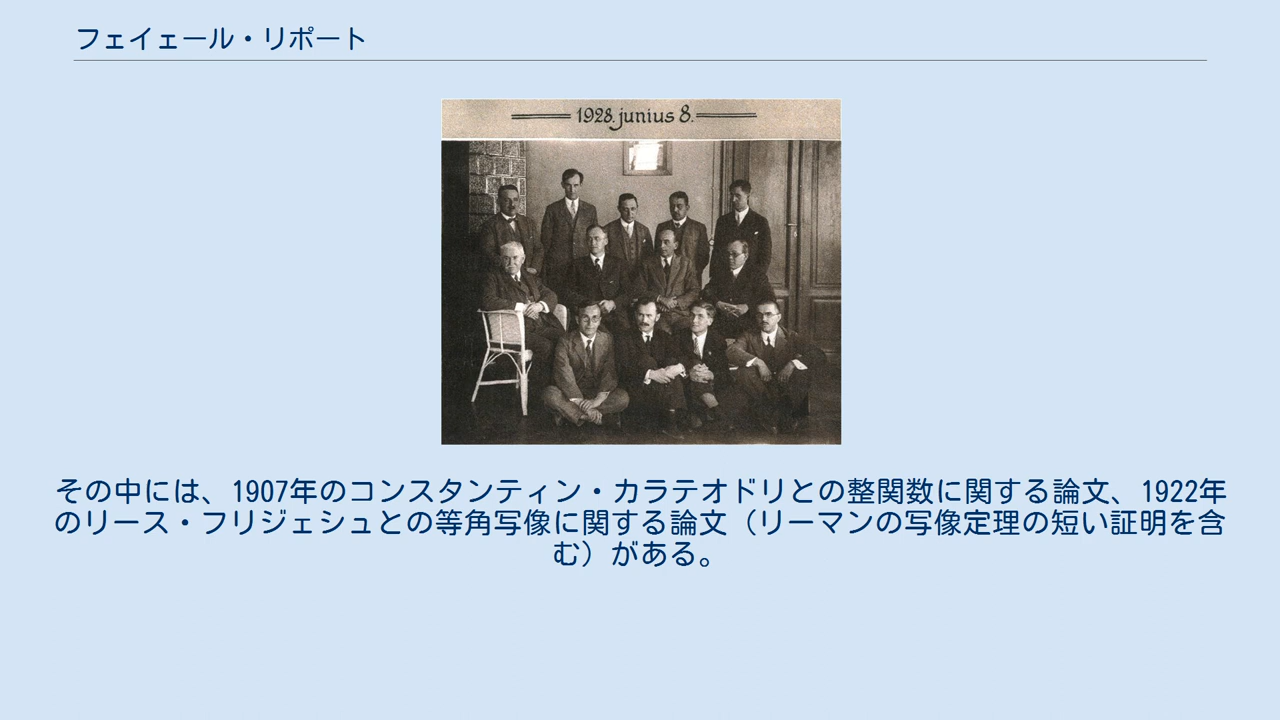 フェイェール・リポート
1928. junius 8.
その中には、1907年のコンスタンティン・カラテオドリとの整関数に関する論文、1922年
のリース・フリジェシュとの等角写像に関する論文（リーマンの写像定理の短い証明を含
む）がある。